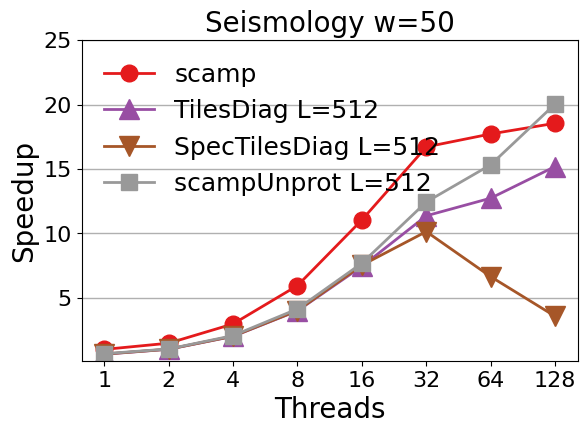 Seismology w=50
Speedup
25
20
15
10
5
scamp
TilesDiag L=512
SpecTilesDiag L=512
scampUnprot L=512
1 2 4 8 16 32 64 128
Threads